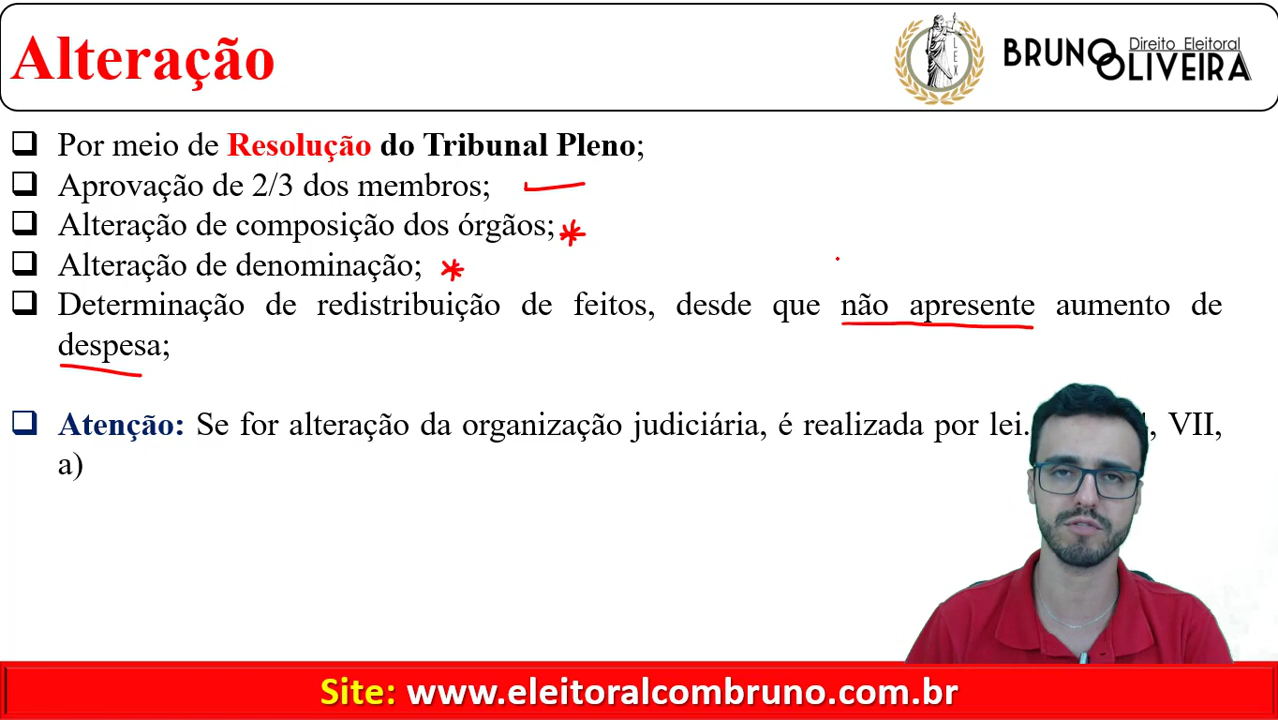 Alteração
LEX
BRUNO Direito Eleitoral
OLIVEIRA
Por meio de Resolução do Tribunal Pleno;
Aprovação de 2/3 dos membros;
Alteração de composição dos órgãos;
Alteração de denominação;
Determinação de redistribuição de feitos, desde que não apresente aumento de
despesa;
Atenção: Se for alteração da organização judiciária, é realizada por lei. , VII,
a)
Site: www.eleitoralcombruno.com.br